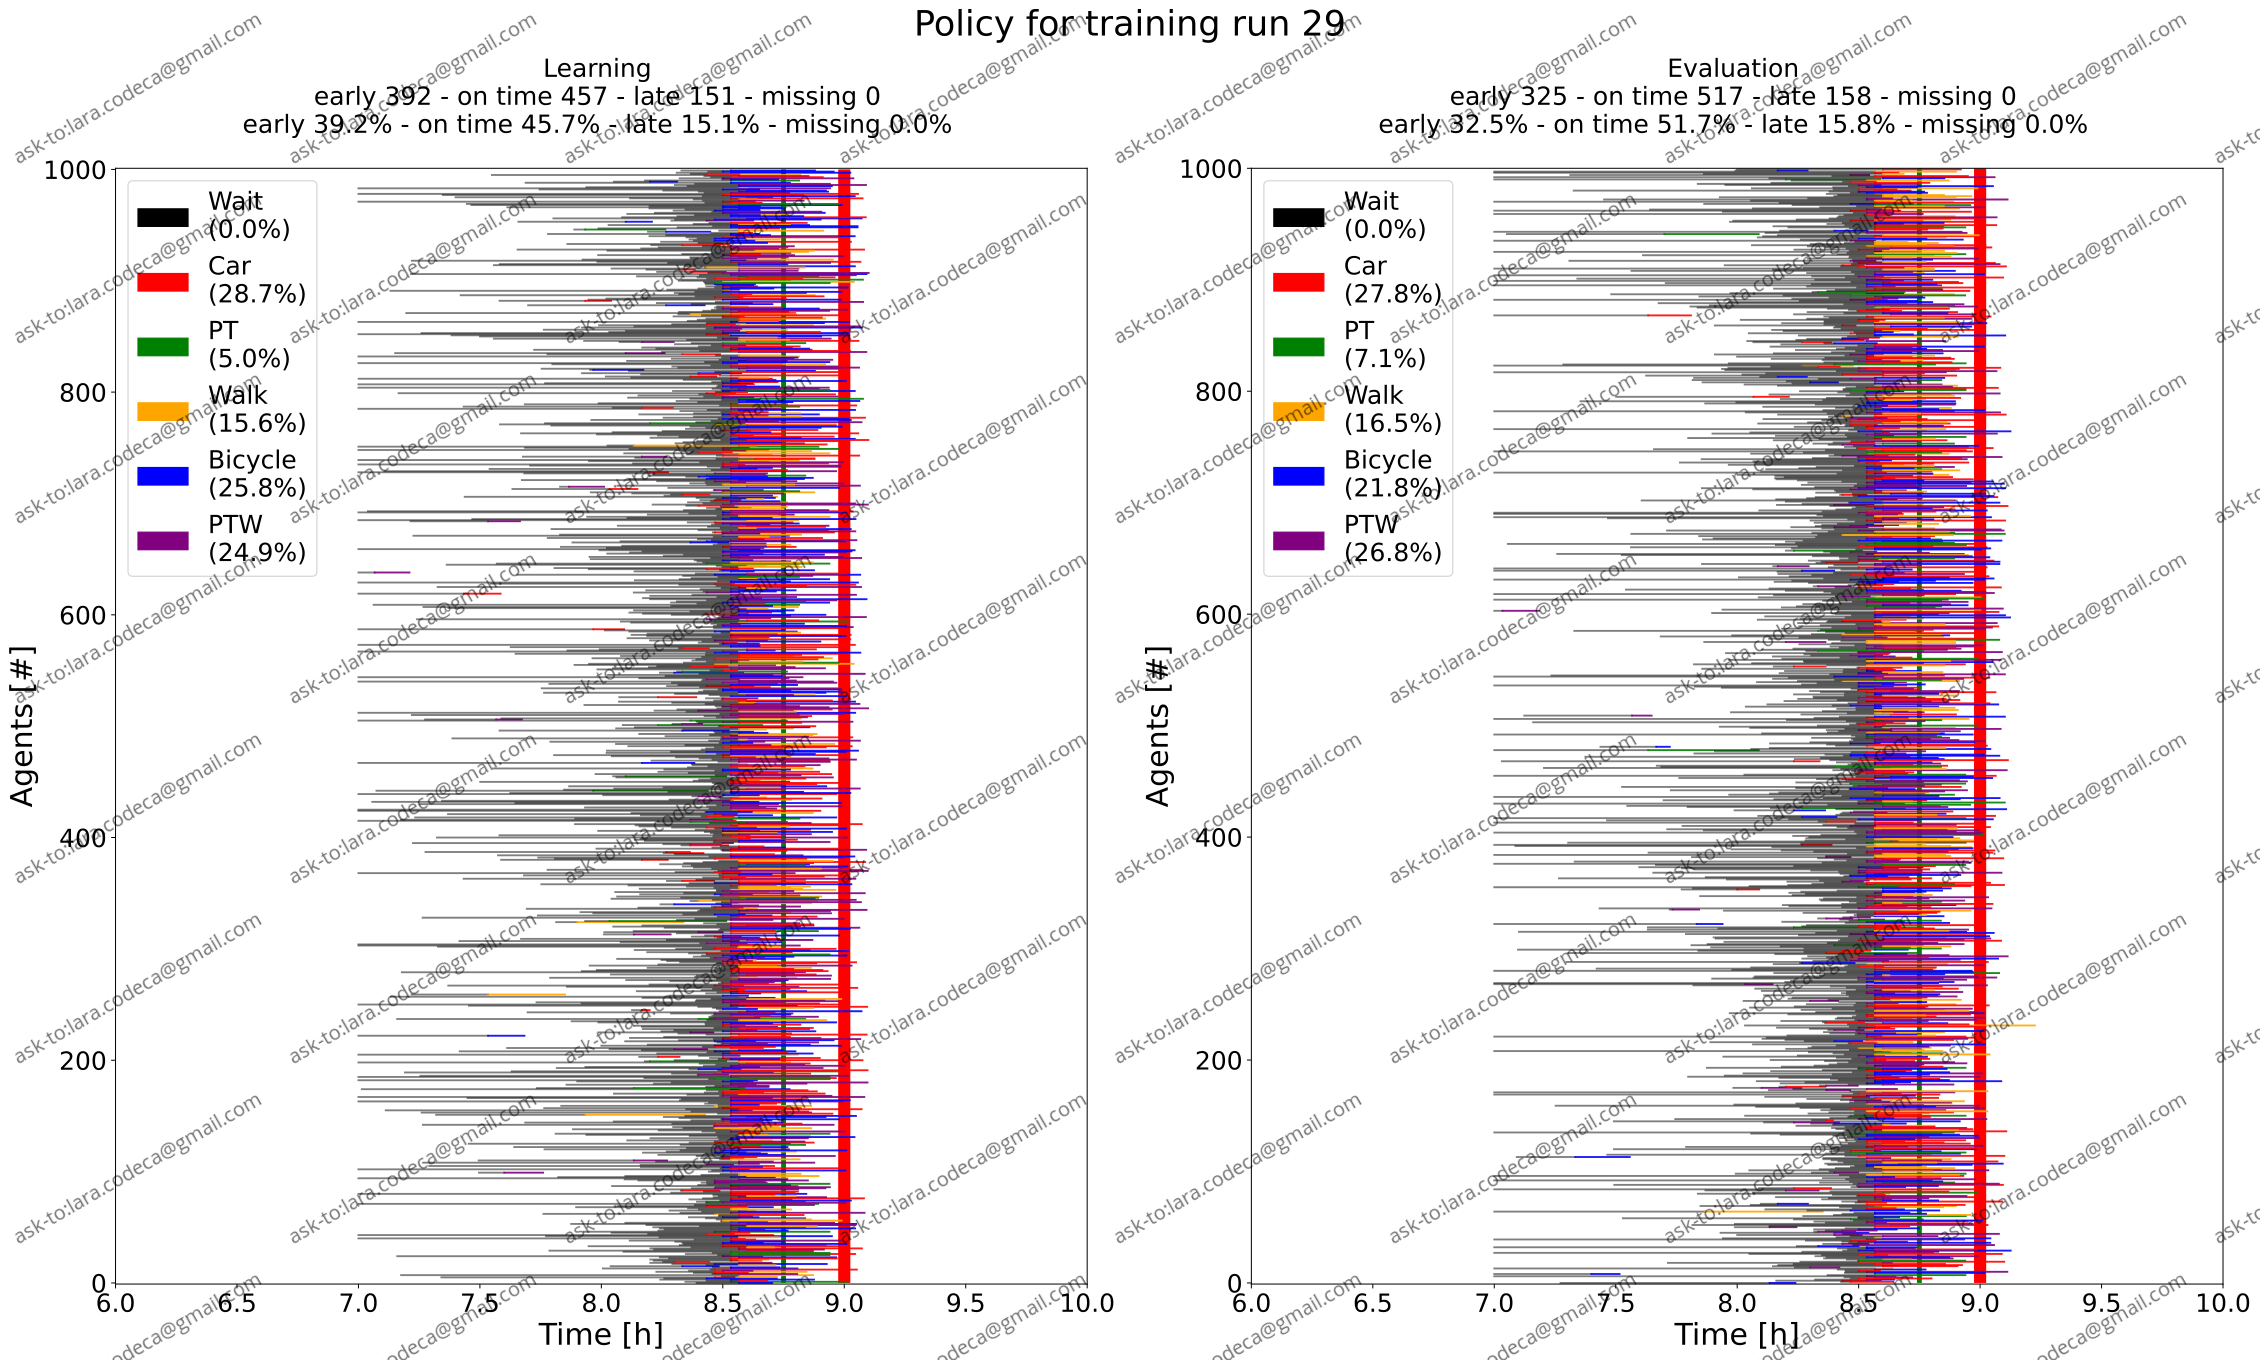 Policy for training run 29
Learning
early 392 - on time 457 - late 151 - missing 0
early 39.2% - on time 45.7% - late 15.1% - missing 0.0%
1000
800
600
400
200
0
Agents [#]
Wait
(0.0%)
Car
(28.7%)
PT
(5.0%)
Walk
(15.6%)
Bicycle
(25.8%)
PTW
(24.9%)
6.0 6.5 7.0 7.5 8.0 8.5 9.0 9.5 10.0
Time [h]
Evaluation
early 325 - on time 517 - late 158 - missing 0
early 32.5% - on time 51.7% - late 15.8% - missing 0.0%
1000
800
600
400
200
0
Agents [#]
Wait
(0.0%)
Car
(27.8%)
PT
(7.1%)
Walk
(16.5%)
Bicycle
(21.8%)
PTW
(26.8%)
6.0 6.5 7.0 7.5 8.0 8.5 9.0 9.5 10.0
Time [h]
ask-to:lara.codeca@gmail.com